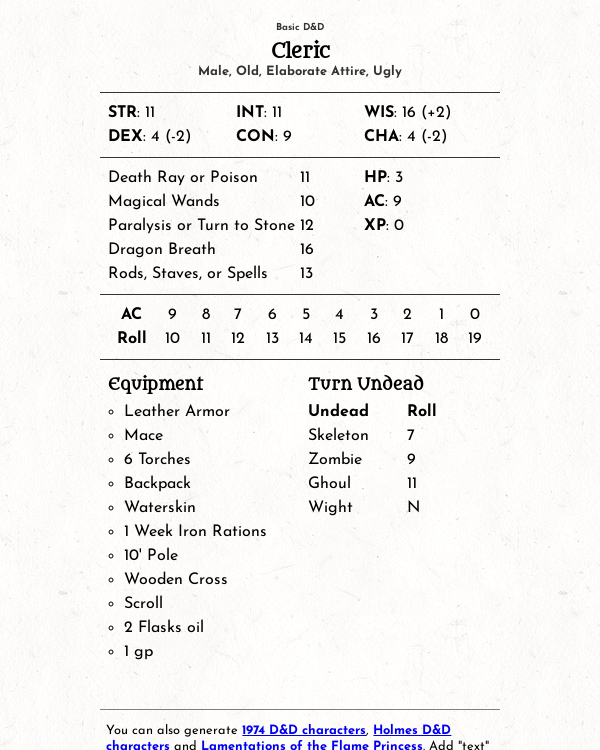 Basic D&D
Cleric
Male, Old, Elaborate Attire, Ugly
STR: 11 INT: 11 WIS: 16 (+2)
DEX: 4 (-2) CON: 9 CHA: 4 (-2)
Death Ray or Poison 11 HP: 3
Magical Wands 10 AC: 9
Paralysis or Turn to Stone 12 XP: 0
Dragon Breath 16
Rods, Staves, or Spells 13
AC 9 8 7 6 5 4 3 2 1 0
Roll 10 11 12 13 14 15 16 17 18 19
Equipment
Leather Armor
Mace
6 Torches
Backpack
Waterskin
1 Week Iron Rations
10' Pole
Wooden Cross
Scroll
2 Flasks oil
1 gp
Turn Undead
Undead Roll
Skeleton 7
Zombie 9
Ghoul 11
Wight N
You can also generate 1974 D&D characters, Holmes D&D
characters and Lamentations of the Flame Princess. Add "text"